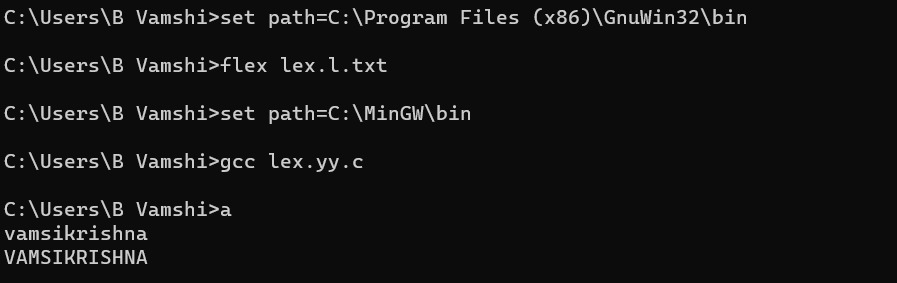 C:\Users\B Vamshi>set path=C:\Program Files (x86)\GnuWin32\bin
C:\Users\B Vamshi>flex lex.l.txt
C:\Users\B Vamshi>set path=C:\MinGW\bin
C:\Users\B Vamshi>gcc lex.yy.c
C:\Users\B Vamshi>a
vamsikrishna
VAMSIKRISHNA